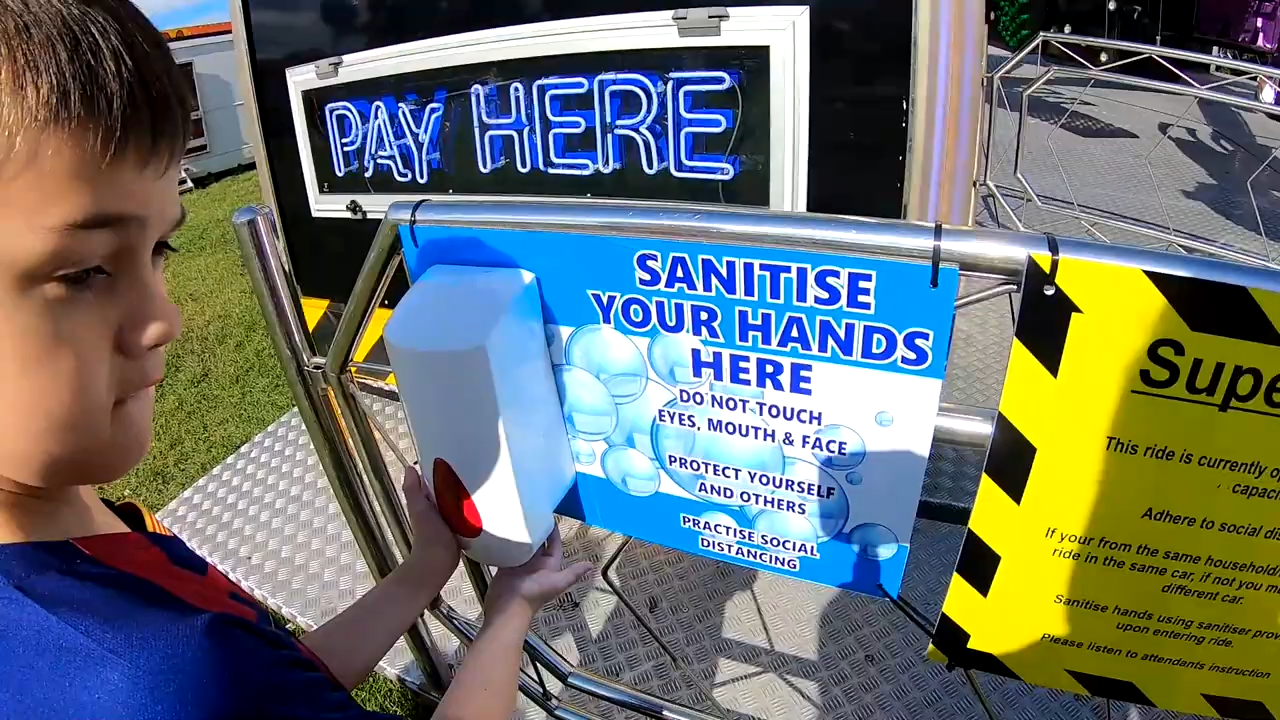 PAY HERE
SANITISE
YOUR HANDS
HERE
DO NOT TOUCH
EYES, MOUTH & FACE
PROTECT YOURSELF
AND OTHERS
PRACTISE SOCIAL
DISTANCING
Supe
This ride is currently o
capac
Adhere to social dis
If your from the same household
ride in the same car, if not you m
different car.
Sanitise hands using sanitiser prov
upon entering ride.
Please listen to attendants instruction